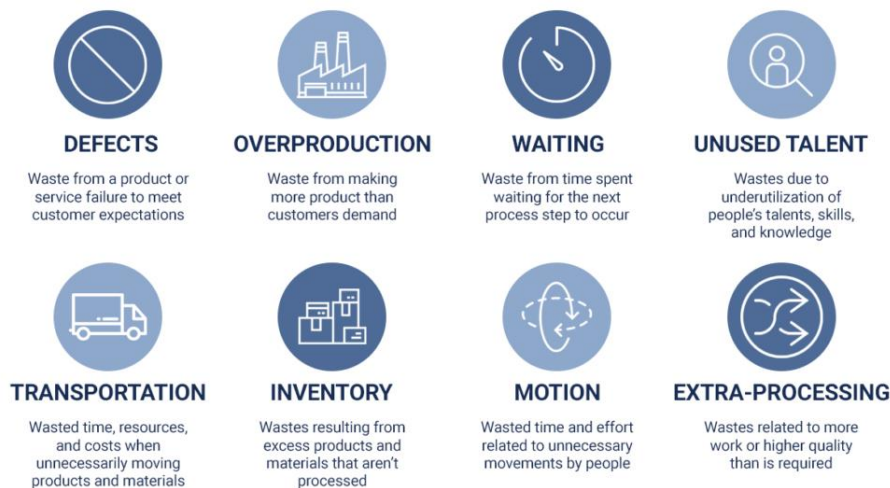 DEFECTS
Waste from a product or
service failure to meet
customer expectations
OVERPRODUCTION
Waste from making
more product than
customers demand
WAITING
Waste from time spent
waiting for the next
process step to occur
UNUSED TALENT
Wastes due to
underutilization of
people's talents, skills,
and knowledge
TRANSPORTATION
Wasted time, resources,
and costs when
unnecessarily moving
products and materials
INVENTORY
Wastes resulting from
excess products and
materials that aren't
processed
MOTION
Wasted time and effort
related to unnecessary
movements by people
EXTRA-PROCESSING
Wastes related to more
work or higher quality
than is required